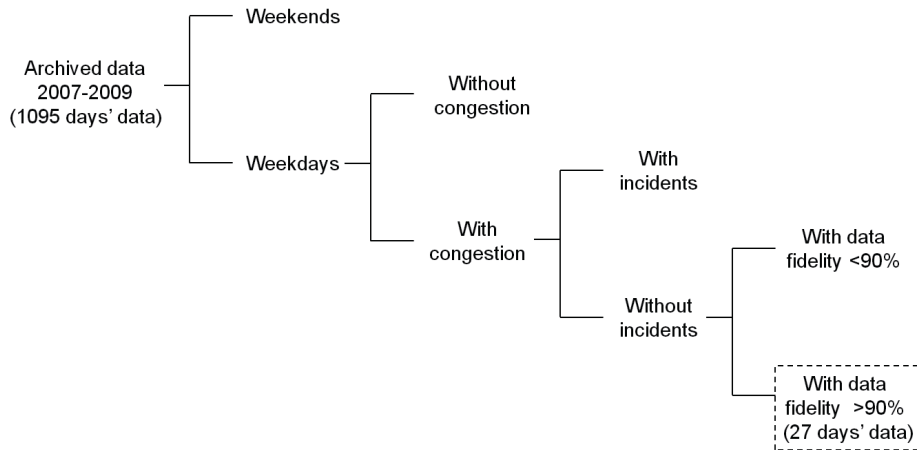 Weekends
Archived data
2007-2009
(1095 days' data)
Without
congestion
Weekdays
With
incidents
With
congestion
With data
fidelity <90%
Without
incidents
With data
fidelity >90%
(27 days' data)